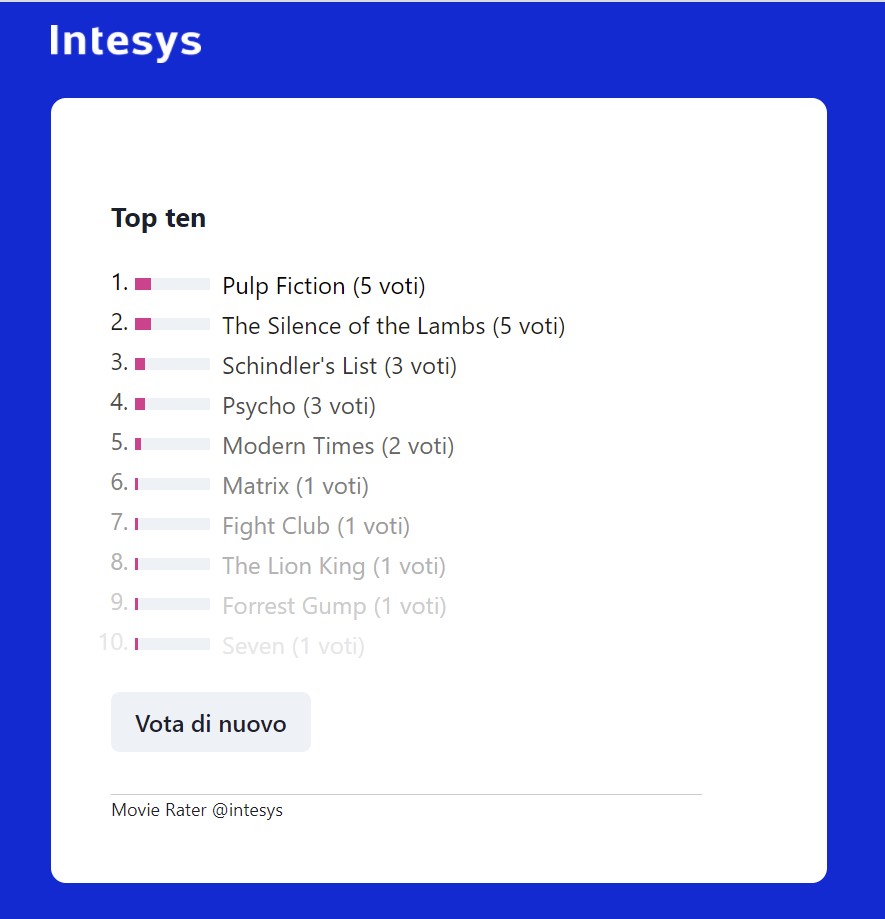 Intesys
Top ten
1. Pulp Fiction (5 voti)
2. The Silence of the Lambs (5 voti)
3. Schindler's List (3 voti)
4. Psycho (3 voti)
5. Modern Times (2 voti)
6. Matrix (1 voti)
7. Fight Club (1 voti)
8. The Lion King (1 voti)
9. Forrest Gump (1 voti)
10. Seven (1 voti)
Vota di nuovo
Movie Rater @intesys